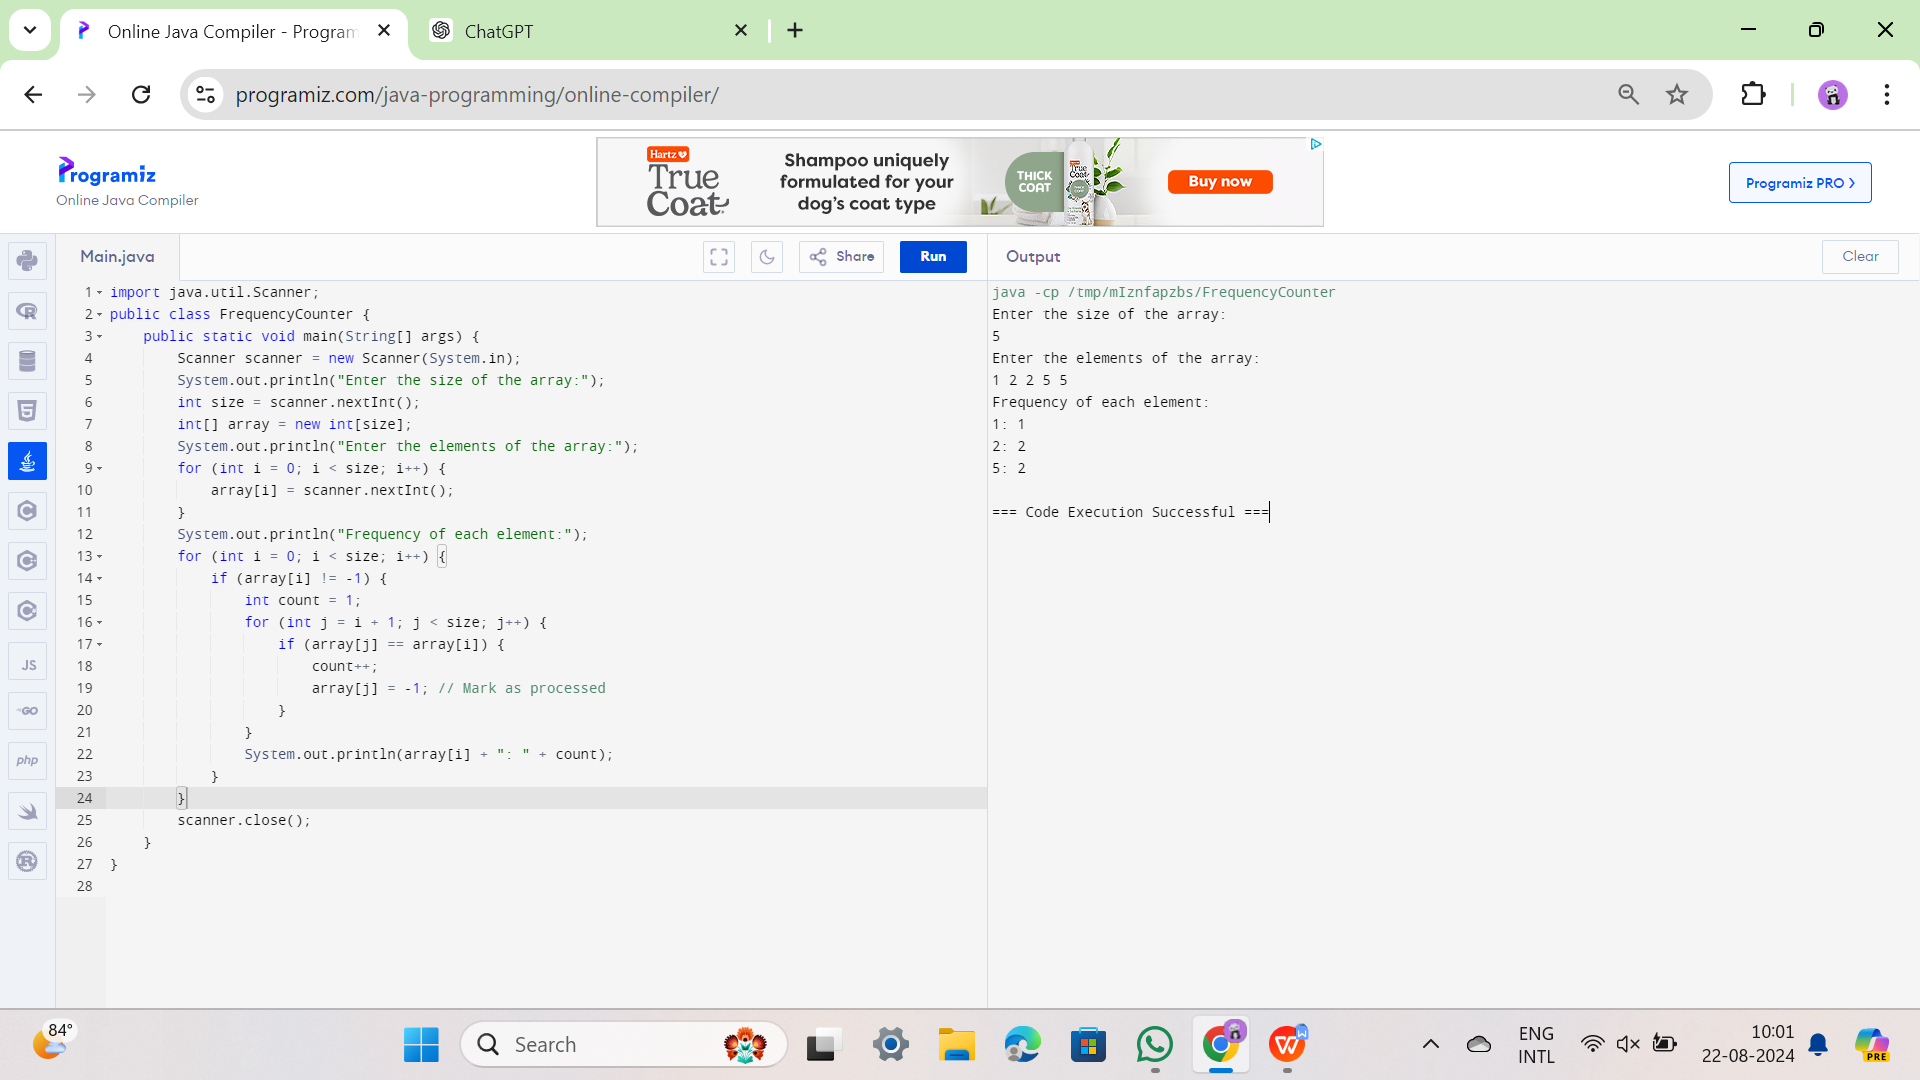 Online Java Compiler - Program
ChatGPT
programiz.com/java-programming/online-compiler/
Hartz
True Coat
Shampoo uniquely
formulated for your
dog's coat type
THICK
COAT
True
Coat
Buy now
Programiz
Online Java Compiler
Programiz PRO >
Main.java
Share
Run
Output
Clear
1 import java.util.Scanner;
2 public class FrequencyCounter {
3     public static void main(String[] args) {
4         Scanner scanner = new Scanner(System.in);
5         System.out.println("Enter the size of the array:");
6         int size = scanner.nextInt();
7         int[] array = new int[size];
8         System.out.println("Enter the elements of the array:");
9         for (int i = 0; i < size; i++) {
10             array[i] = scanner.nextInt();
11         }
12         System.out.println("Frequency of each element:");
13         for (int i = 0; i < size; i++) {
14             if (array[i] != -1) {
15                 int count = 1;
16                 for (int j = i + 1; j < size; j++) {
17                     if (array[j] == array[i]) {
18                         count++;
19                         array[j] = -1; // Mark as processed
20                     }
21                 }
22                 System.out.println(array[i] + ": " + count);
23             }
24         }
25         scanner.close();
26     }
27 }
28
java -cp /tmp/mIznfapzbs/FrequencyCounter
Enter the size of the array:
5
Enter the elements of the array:
1 2 2 5 5
Frequency of each element:
1: 1
2: 2
5: 2
=== Code Execution Successful ===
JS
GO
php
84°
Search
ENG
INTL
10:01
22-08-2024
PRE